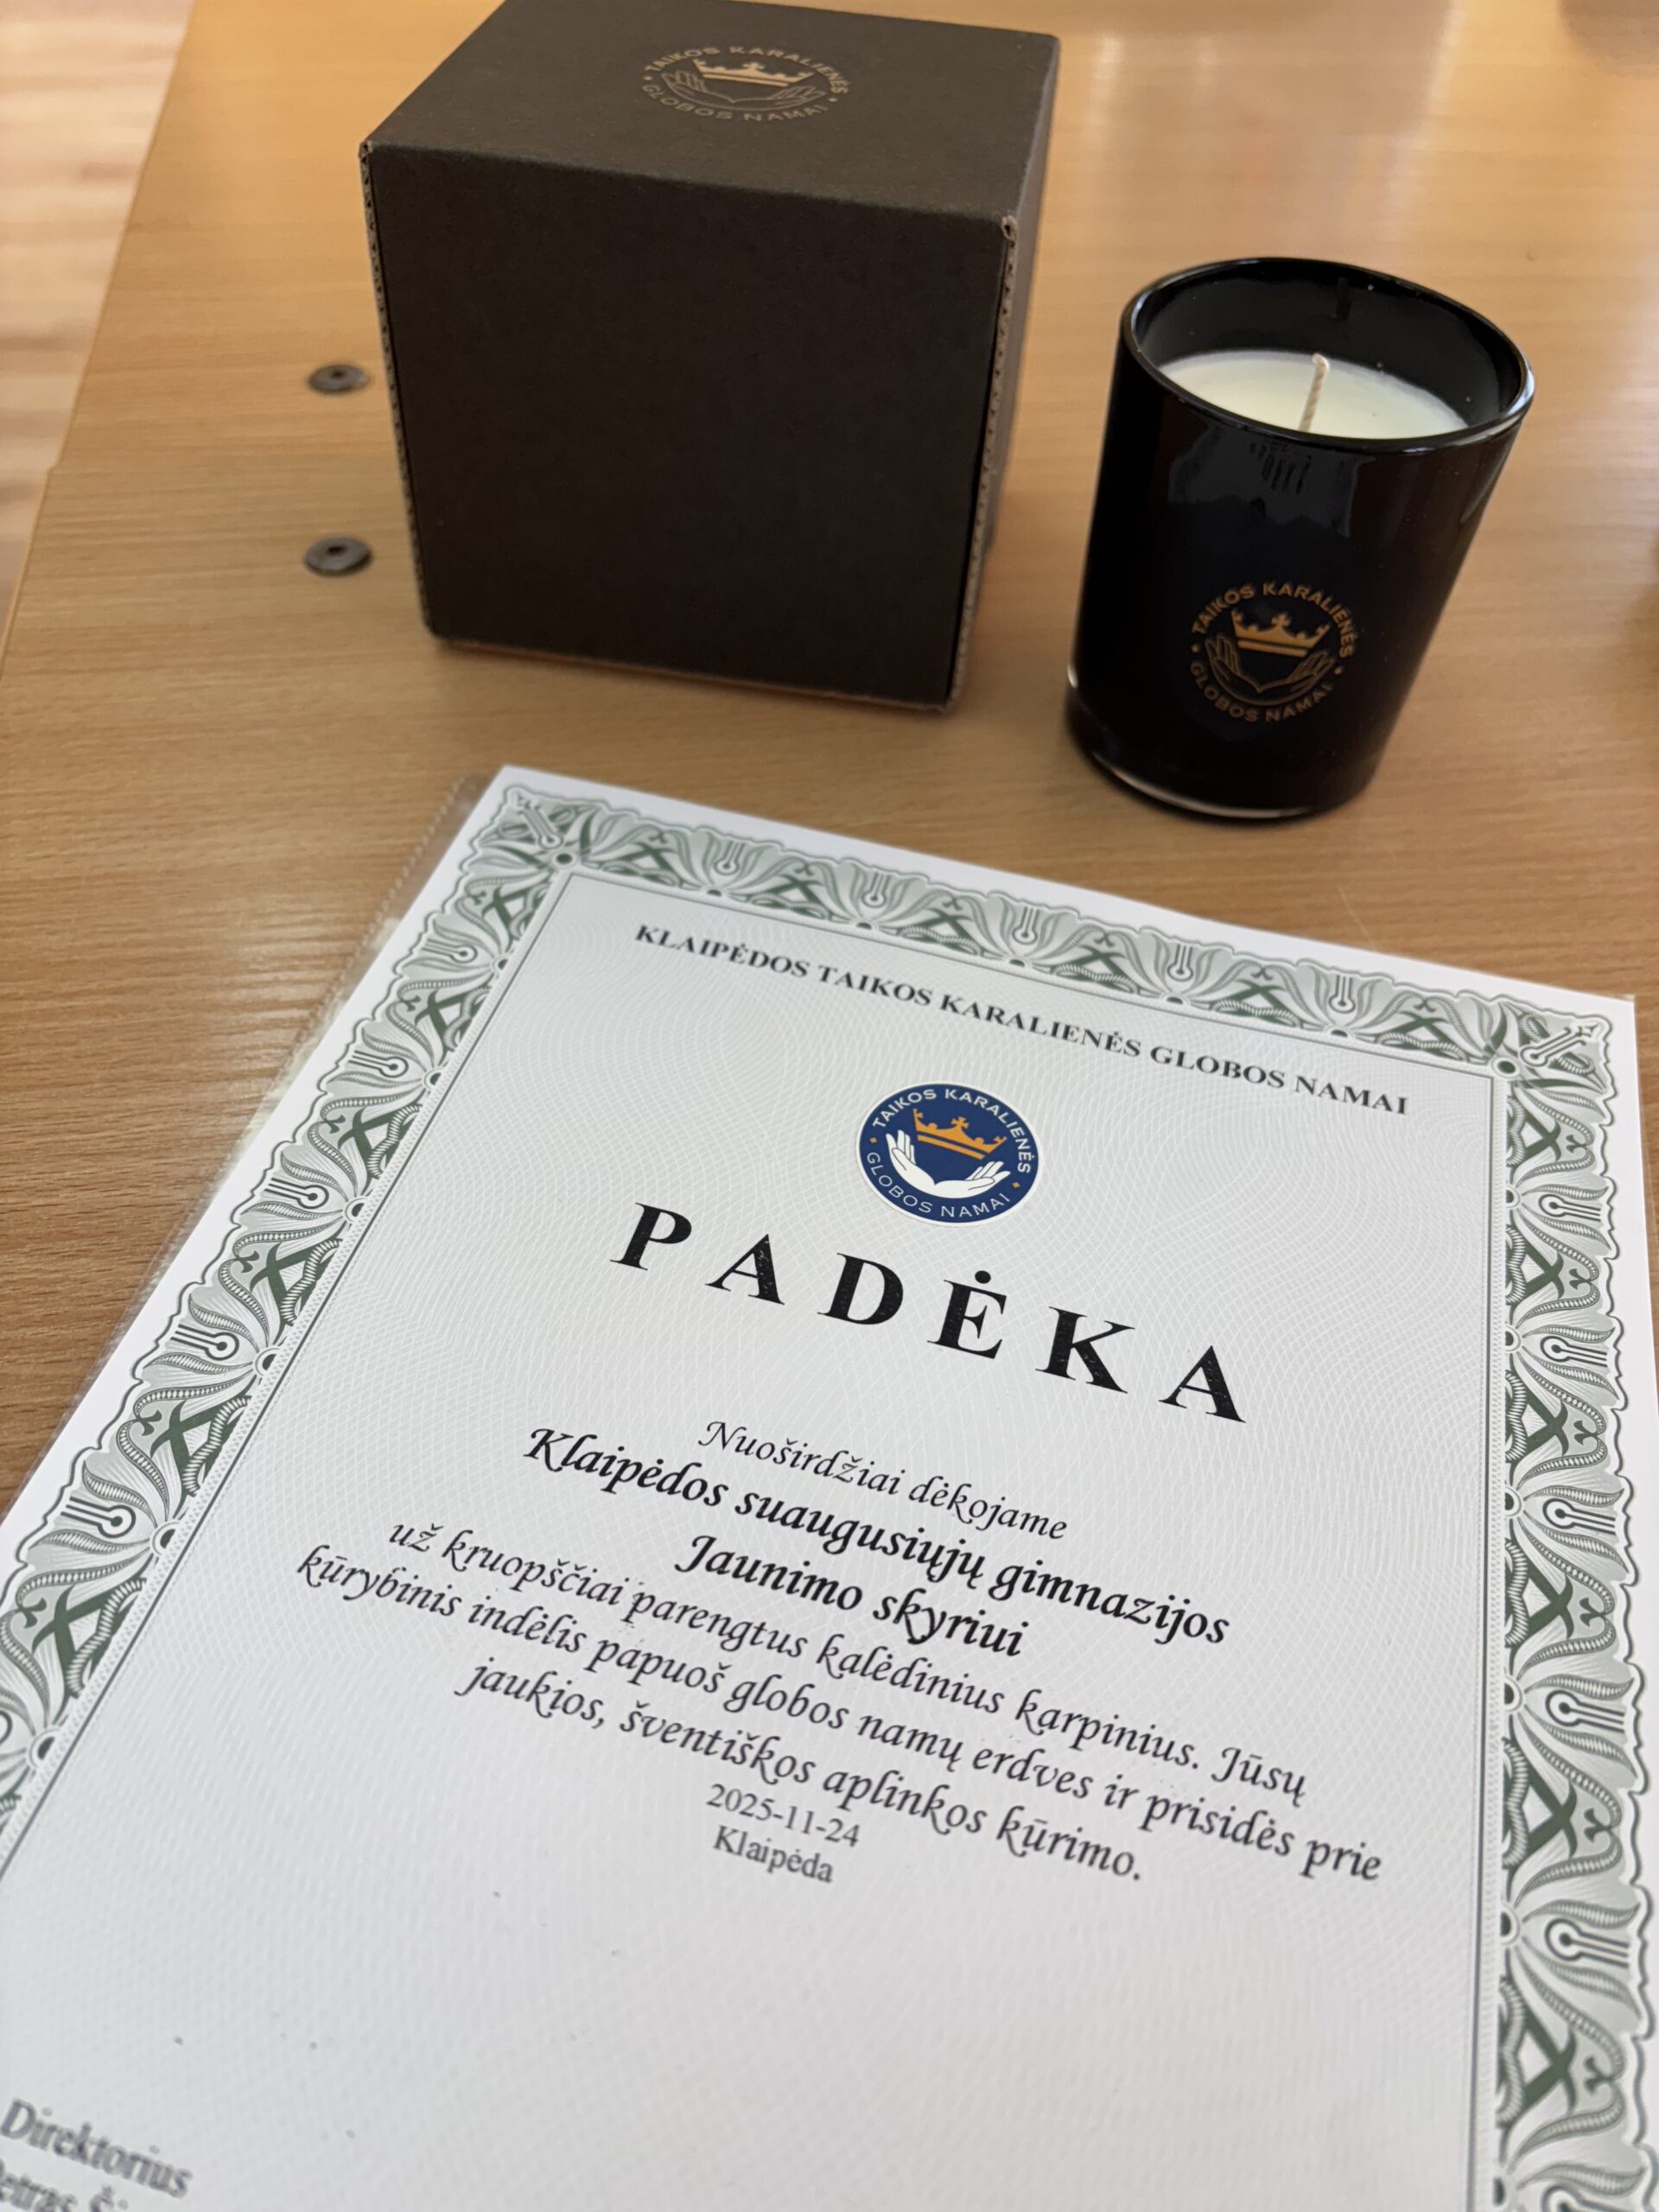 TAIKOS KARALIENĖS
GLOBOS NAMAI
TAIKOS KARALIENĖS
GLOBOS NAMAI
KLAIPĖDOS TAIKOS KARALIENĖS GLOBOS NAMAI
TAIKOS KARALIENĖS
GLOBOS NAMAI
PADĖKA
Nuoširdžiai dėkojame
Klaipėdos suaugusiųjų gimnazijos
Jaunimo skyriui
už kruopščiai parengtus kalėdinius karpinius. Jūsų
kūrybinis indėlis papuoš globos namų erdves ir prisidės prie
jaukios, šventiškos aplinkos kūrimo.
2025-11-24
Klaipėda
Direktorius